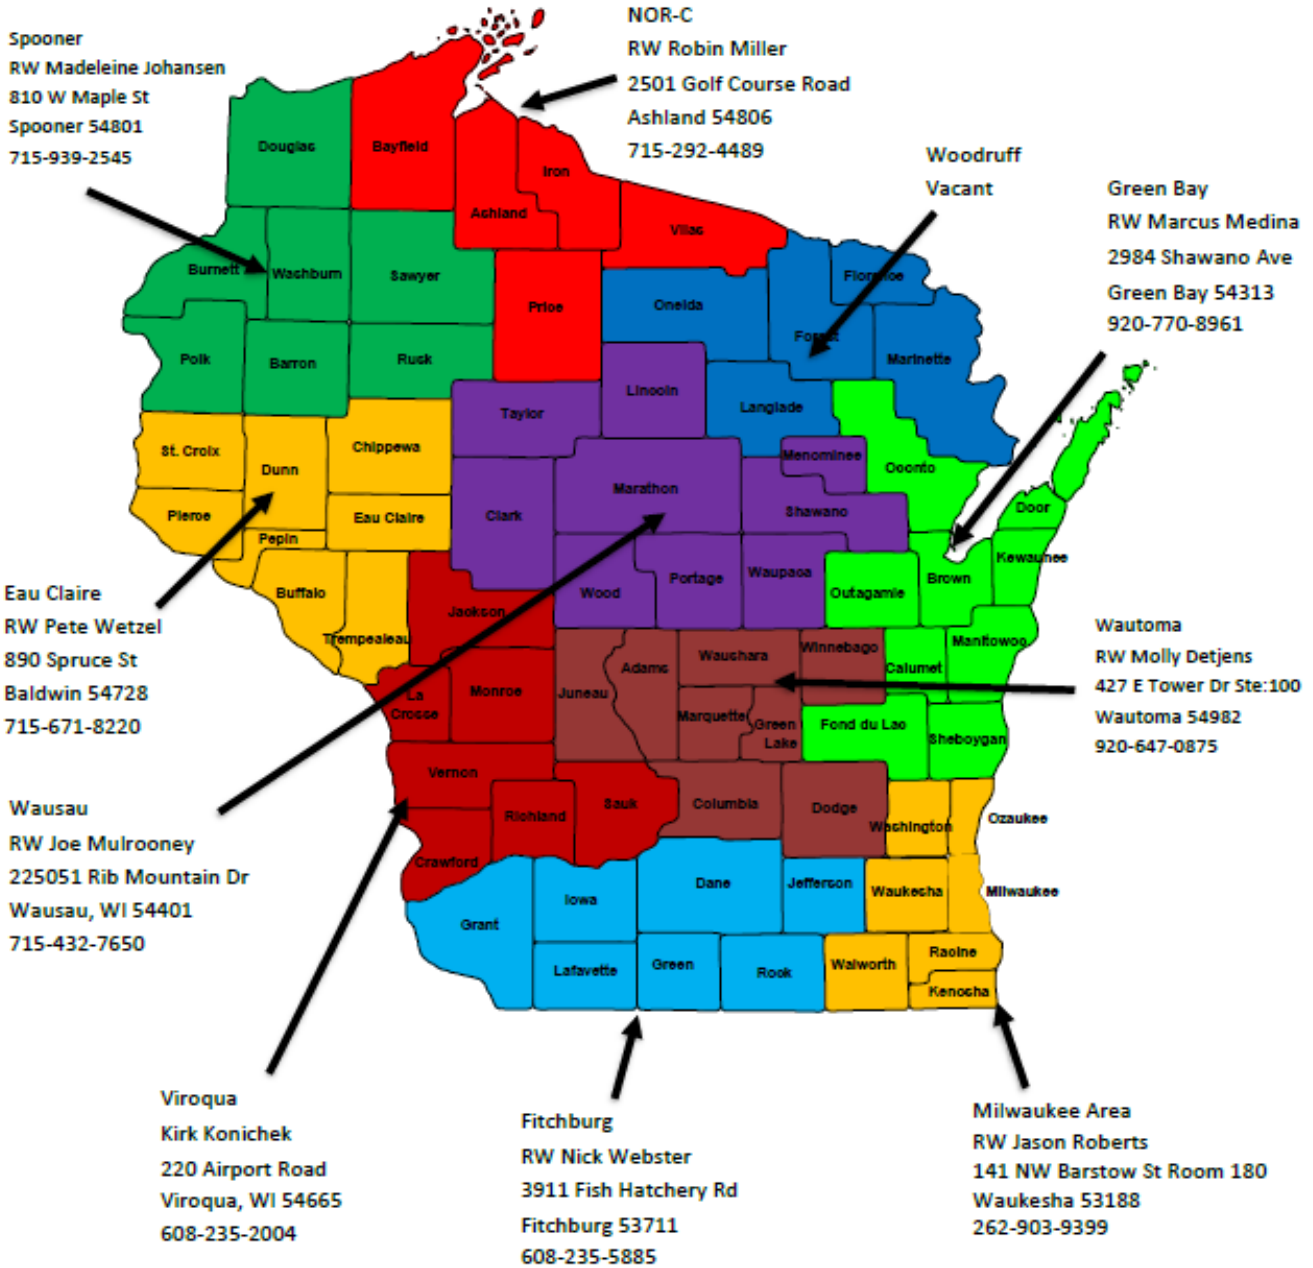 Spooner
RW Madeleine Johansen
810 W Maple St
Spooner 54801
715-939-2545
NOR-C
RW Robin Miller
2501 Golf Course Road
Ashland 54806
715-292-4489
Woodruff
Vacant
Green Bay
RW Marcus Medina
2984 Shawano Ave
Green Bay 54313
920-770-8961
Douglas
Bayfield
Iron
Ashland
Vilas
Burnett
Washburn
Sawyer
Florence
Oneida
Price
Forest
Polk
Barron
Rusk
Marinette
Lincoln
Taylor
Langlade
St. Croix
Chippewa
Dunn
Menominee
Oconto
Marathon
Pierce
Eau Claire
Clark
Shawano
Door
Pepin
Kewaunee
Buffalo
Wood
Portage
Waupaca
Outagamie
Brown
Jackson
Trempealeau
Manitowoc
Adams
Waushara
Winnebago
Calumet
La
Crosse
Monroe
Juneau
Marquette
Green
Lake
Fond du Lac
Sheboygan
Vernon
Richland
Sauk
Columbia
Dodge
Washington
Ozaukee
Crawford
Iowa
Dane
Jefferson
Waukesha
Milwaukee
Grant
Lafayette
Green
Rock
Walworth
Racine
Kenosha
Eau Claire
RW Pete Wetzel
890 Spruce St
Baldwin 54728
715-671-8220
Wautoma
RW Molly Detjens
427 E Tower Dr Ste:100
Wautoma 54982
920-647-0875
Wausau
RW Joe Mulrooney
225051 Rib Mountain Dr
Wausau, WI 54401
715-432-7650
Viroqua
Kirk Konichek
220 Airport Road
Viroqua, WI 54665
608-235-2004
Fitchburg
RW Nick Webster
3911 Fish Hatchery Rd
Fitchburg 53711
608-235-5885
Milwaukee Area
RW Jason Roberts
141 NW Barstow St Room 180
Waukesha 53188
262-903-9399